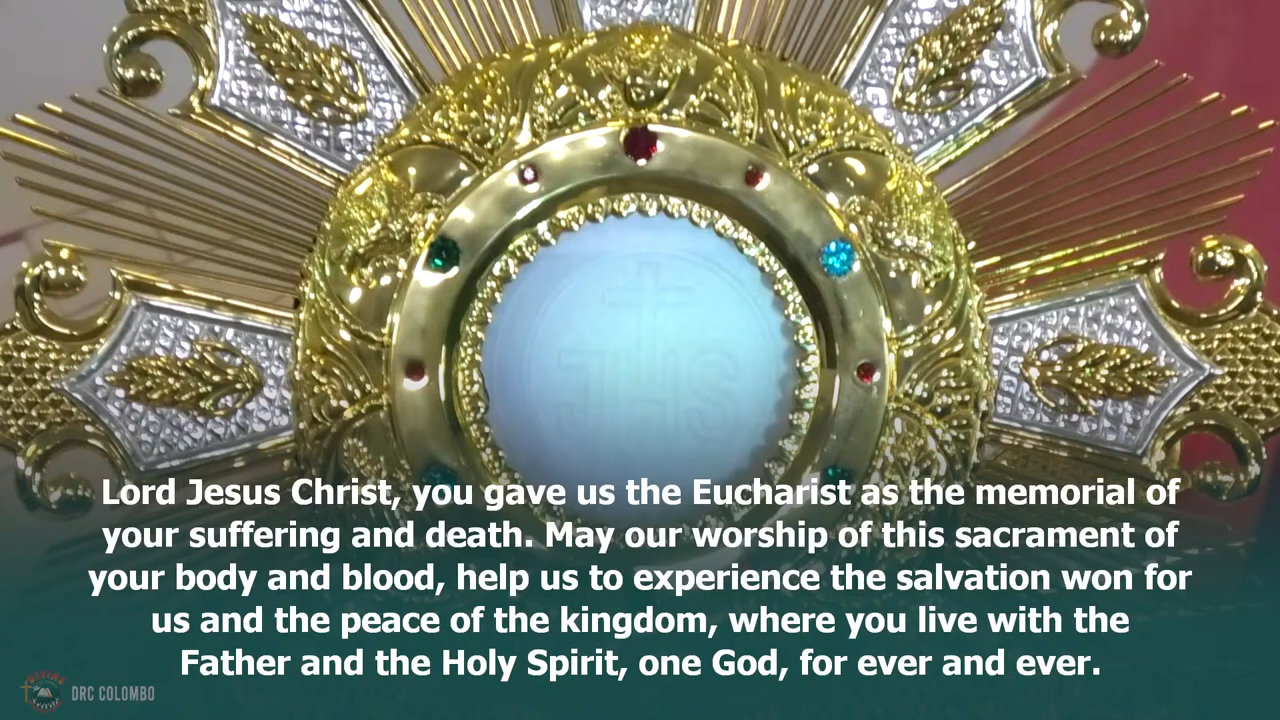 JHS
Lord Jesus Christ, you gave us the Eucharist as the memorial of
your suffering and death. May our worship of this sacrament of
your body and blood, help us to experience the salvation won for
us and the peace of the kingdom, where you live with the
Father and the Holy Spirit, one God, for ever and ever.
DIVINE
DRC COLOMBO